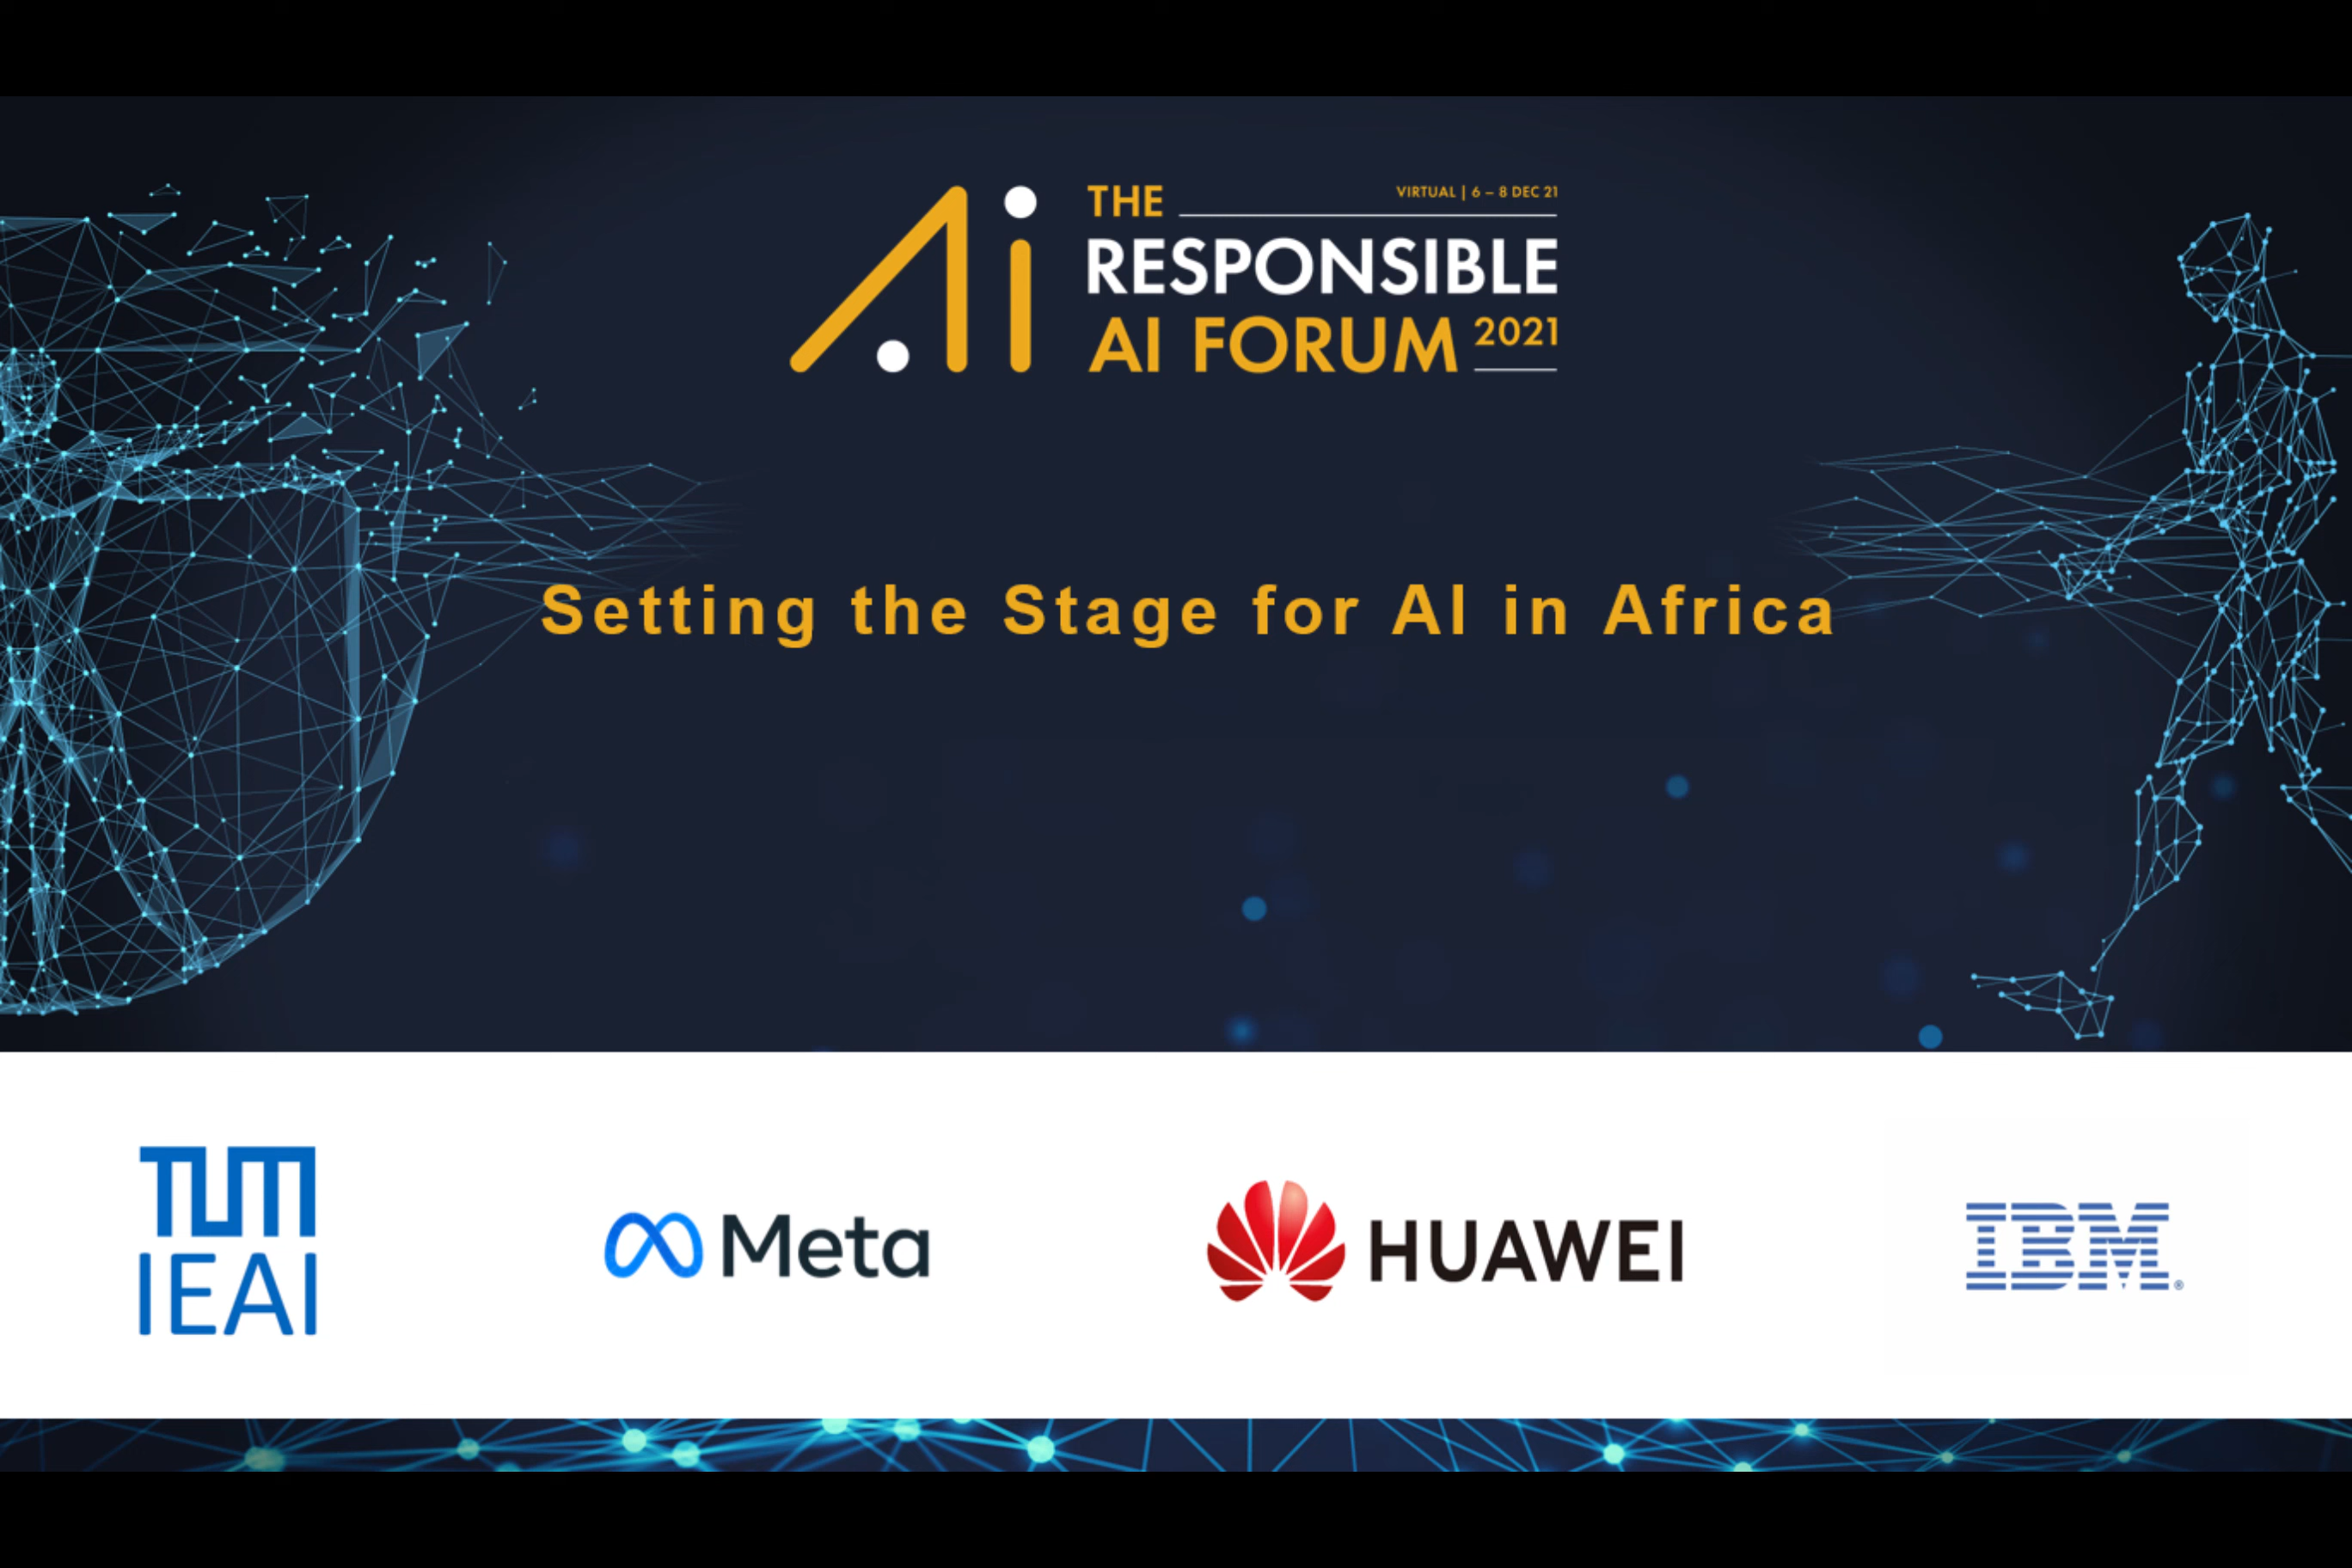 Ai
THE
VIRTUAL | 6 – 8 DEC 21
RESPONSIBLE
AI FORUM 2021
Setting the Stage for AI in Africa
TUM
IEAI
Meta
HUAWEI
IBM®